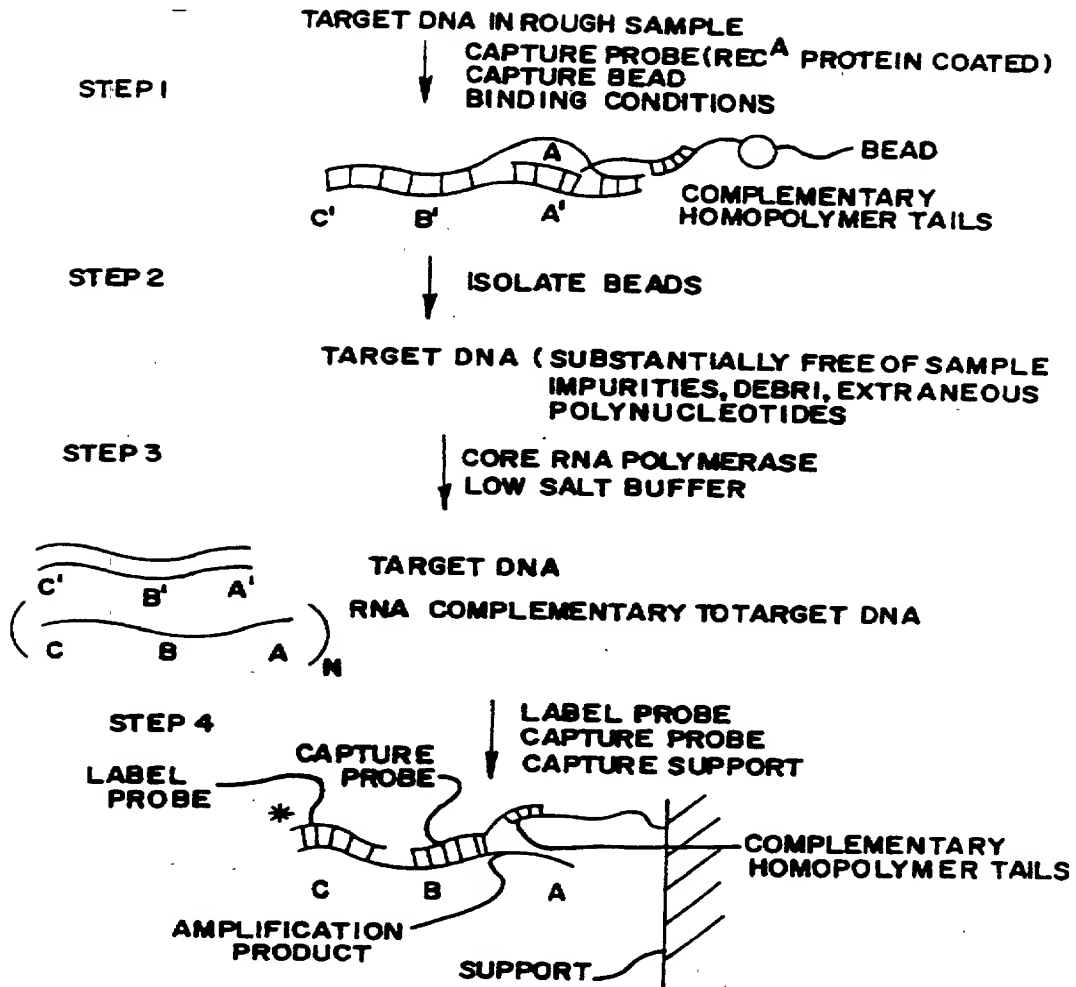 TARGET DNA IN ROUGH SAMPLE
STEP 1
CAPTURE PROBE (REC A PROTEIN COATED)
CAPTURE BEAD
BINDING CONDITIONS
A
BEAD
COMPLEMENTARY
HOMOPOLYMER TAILS
C' B' A'
STEP 2
ISOLATE BEADS
TARGET DNA (SUBSTANTIALLY FREE OF SAMPLE
IMPURITIES, DEBRI, EXTRANEOUS
POLYNUCLEOTIDES
STEP 3
CORE RNA POLYMERASE
LOW SALT BUFFER
C' B' A'
TARGET DNA
RNA COMPLEMENTARY TO TARGET DNA
( C B A ) N
STEP 4
LABEL PROBE
CAPTURE PROBE
CAPTURE SUPPORT
CAPTURE
PROBE
LABEL
PROBE
*
COMPLEMENTARY
HOMOPOLYMER TAILS
C B A
AMPLIFICATION
PRODUCT
SUPPORT